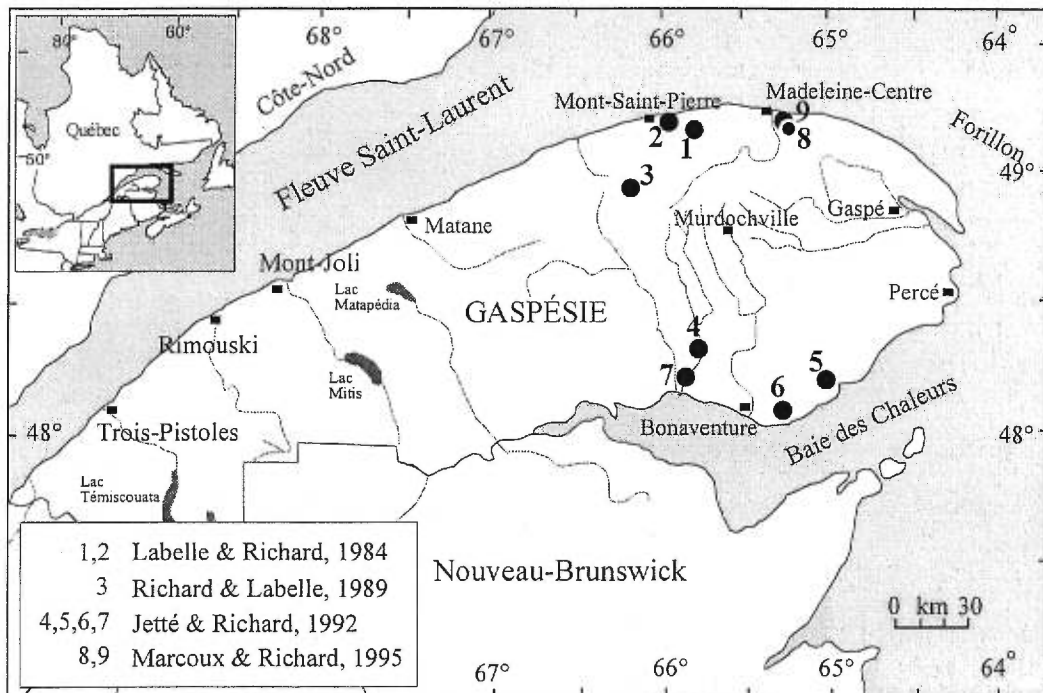 80°
60°
Québec
50°
68°
67°
66°
65°
64°
Côte-Nord
Fleuve Saint-Laurent
Mont-Saint-Pierre
Madeleine-Centre
Forillon
2
1
9
8
3
49°
Matane
Murdochville
Gaspé
Mont-Joli
Lac
Matapédia
GASPÉSIE
Percé
Rimouski
Lac
Mitis
4
7
5
6
48°
Trois-Pistoles
Bonaventure
Baie des Chaleurs
48°
Lac
Témiscouata
1,2 Labelle & Richard, 1984
3 Richard & Labelle, 1989
4,5,6,7 Jetté & Richard, 1992
8,9 Marcoux & Richard, 1995
Nouveau-Brunswick
0 km 30
67°
66°
65°
64°